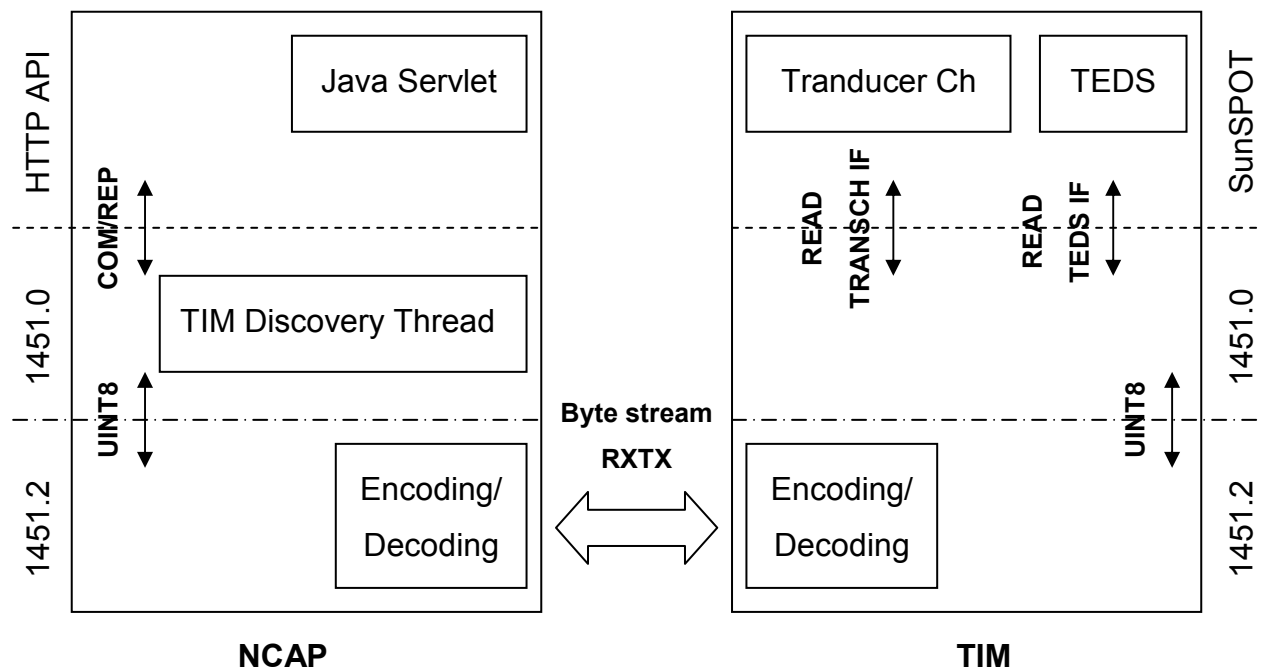 HTTP API
Java Servlet
COM/REP
1451.0
TIM Discovery Thread
UINT8
1451.2
Encoding/
Decoding
NCAP
Byte stream
RXTX
Tranducer Ch
TEDS
SunSPOT
READ
TRANSCH IF
READ
TEDS IF
1451.0
UINT8
Encoding/
Decoding
1451.2
TIM